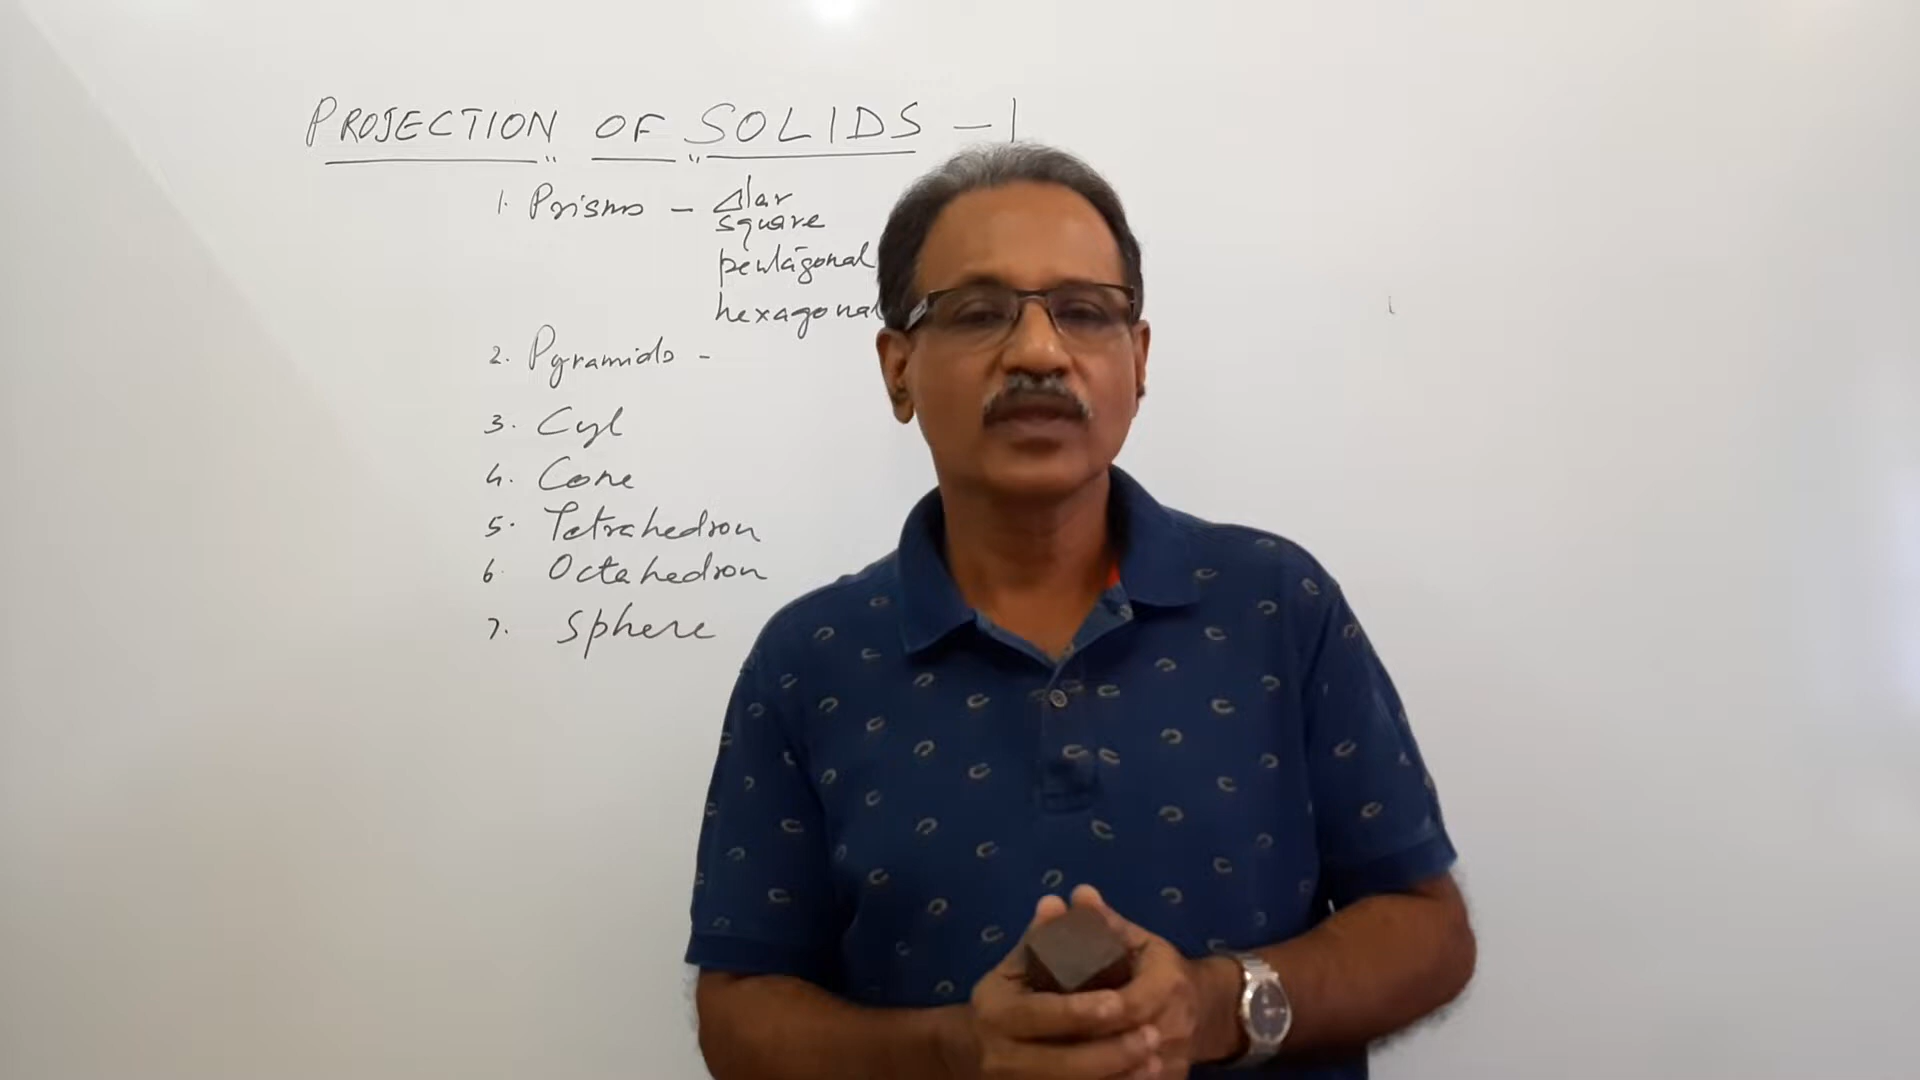 PROJECTION OF SOLIDS - 1
1. Prisms - △lar
square
pentagonal
hexagonal
2. Pyramids -
3. Cyl
4. Cone
5. Tetrahedron
6. Octahedron
7. Sphere